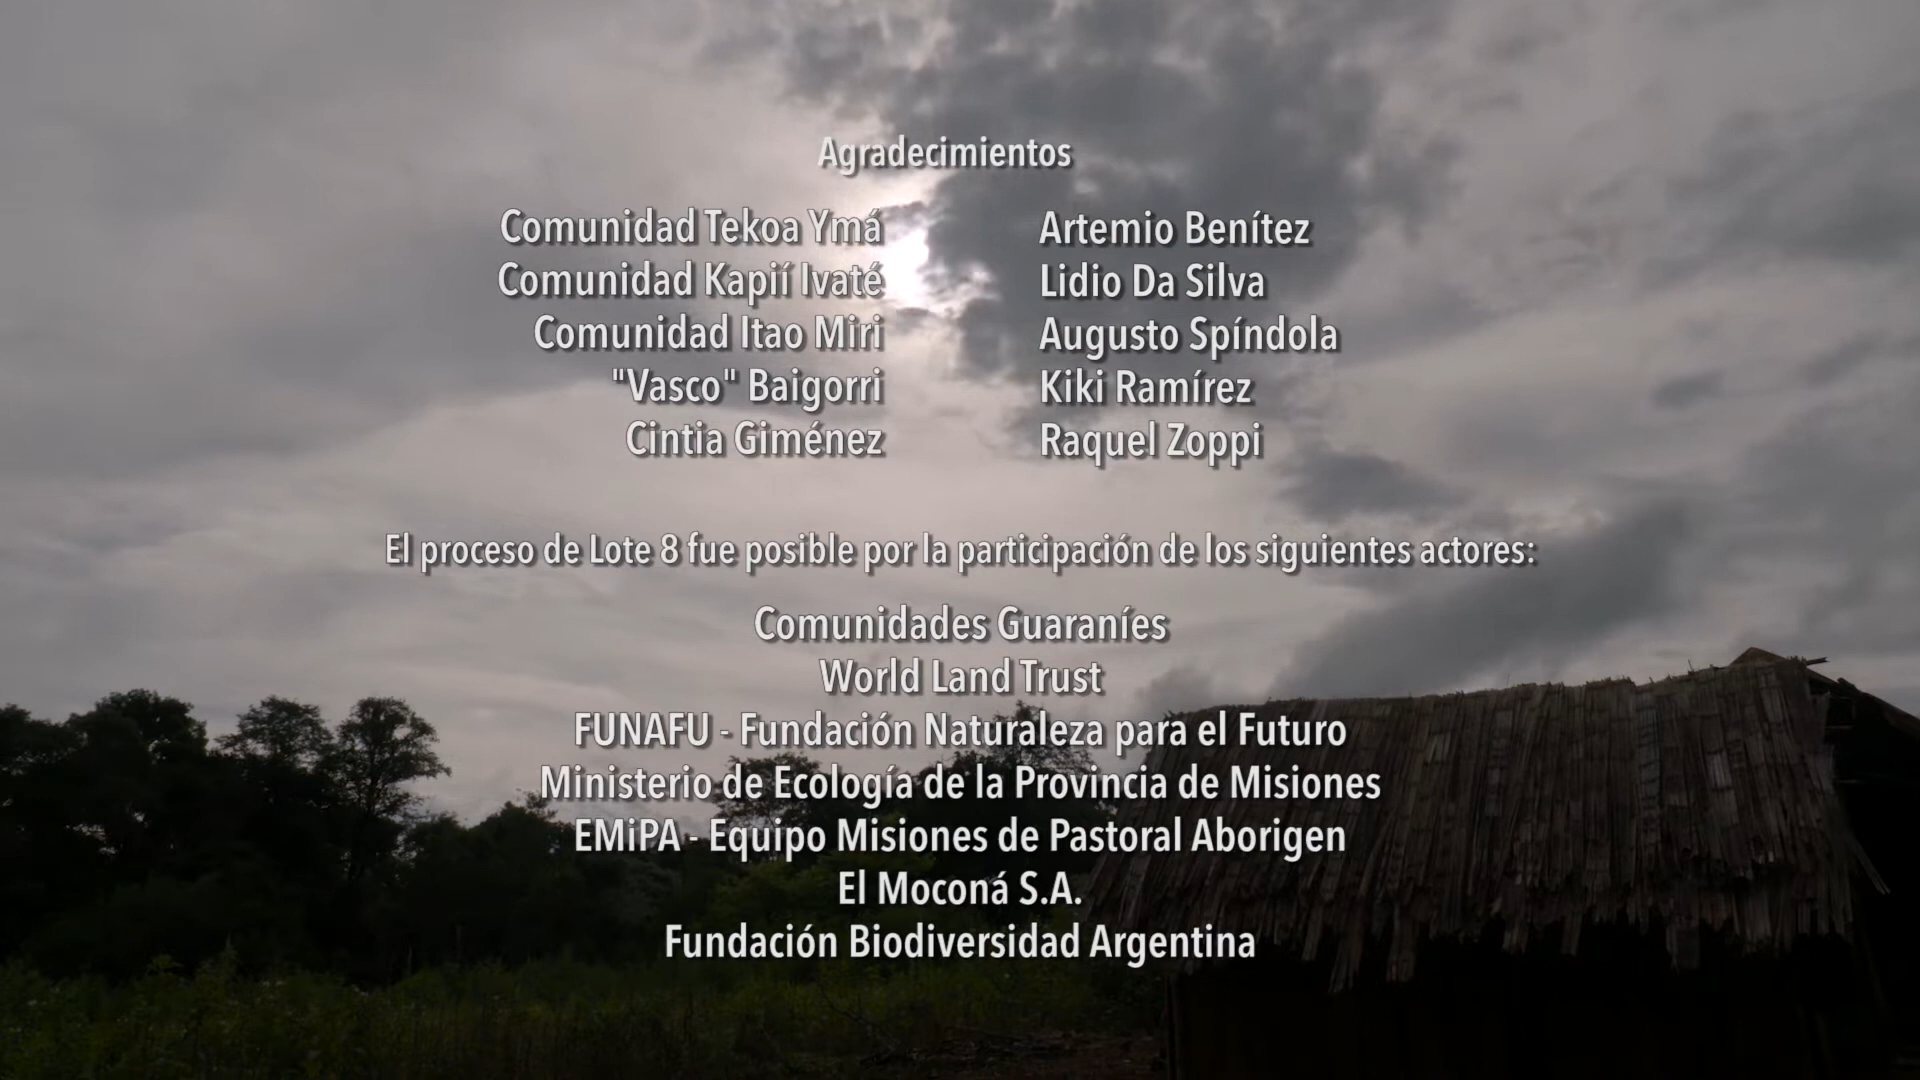 Agradecimientos
Comunidad Tekoa Ymá
Comunidad Kapií Ivaté
Comunidad Itao Miri
"Vasco" Baigorri
Cintia Giménez
Artemio Benítez
Lidio Da Silva
Augusto Spíndola
Kiki Ramírez
Raquel Zoppi
El proceso de Lote 8 fue posible por la participación de los siguientes actores:
Comunidades Guaraníes
World Land Trust
FUNAFU - Fundación Naturaleza para el Futuro
Ministerio de Ecología de la Provincia de Misiones
EMiPA - Equipo Misiones de Pastoral Aborigen
El Moconá S.A.
Fundación Biodiversidad Argentina